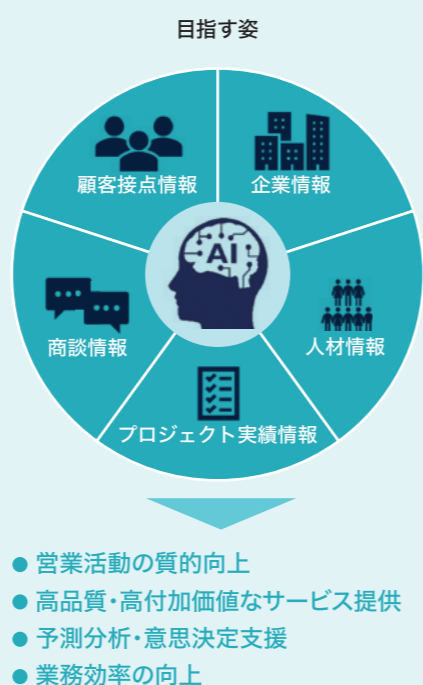 目指す姿
顧客接点情報
企業情報
AI
商談情報
人材情報
プロジェクト実績情報
● 営業活動の質的向上
● 高品質・高付加価値なサービス提供
● 予測分析・意思決定支援
● 業務効率の向上